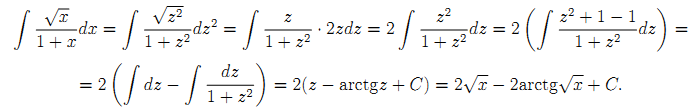 ∫ √x/(1 + x) dx = ∫ √z²/(1 + z²) dz² = ∫ z/(1 + z²) · 2zdz = 2 ∫ z²/(1 + z²) dz = 2 (∫ (z² + 1 − 1)/(1 + z²) dz) =
= 2 (∫ dz − ∫ dz/(1 + z²)) = 2(z − arctgz + C) = 2√x − 2arctg√x + C.